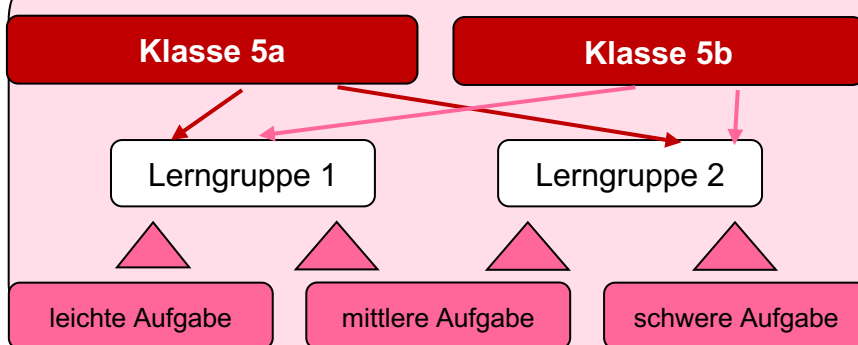 Klasse 5a
Klasse 5b
Lerngruppe 1
Lerngruppe 2
leichte Aufgabe
mittlere Aufgabe
schwere Aufgabe